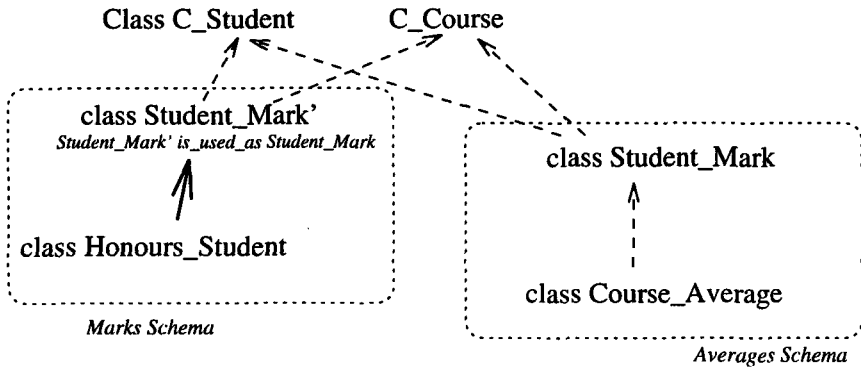 Class C_Student
C_Course
class Student_Mark'
Student_Mark' is_used_as Student_Mark
class Honours_Student
Marks Schema
class Student_Mark
class Course_Average
Averages Schema